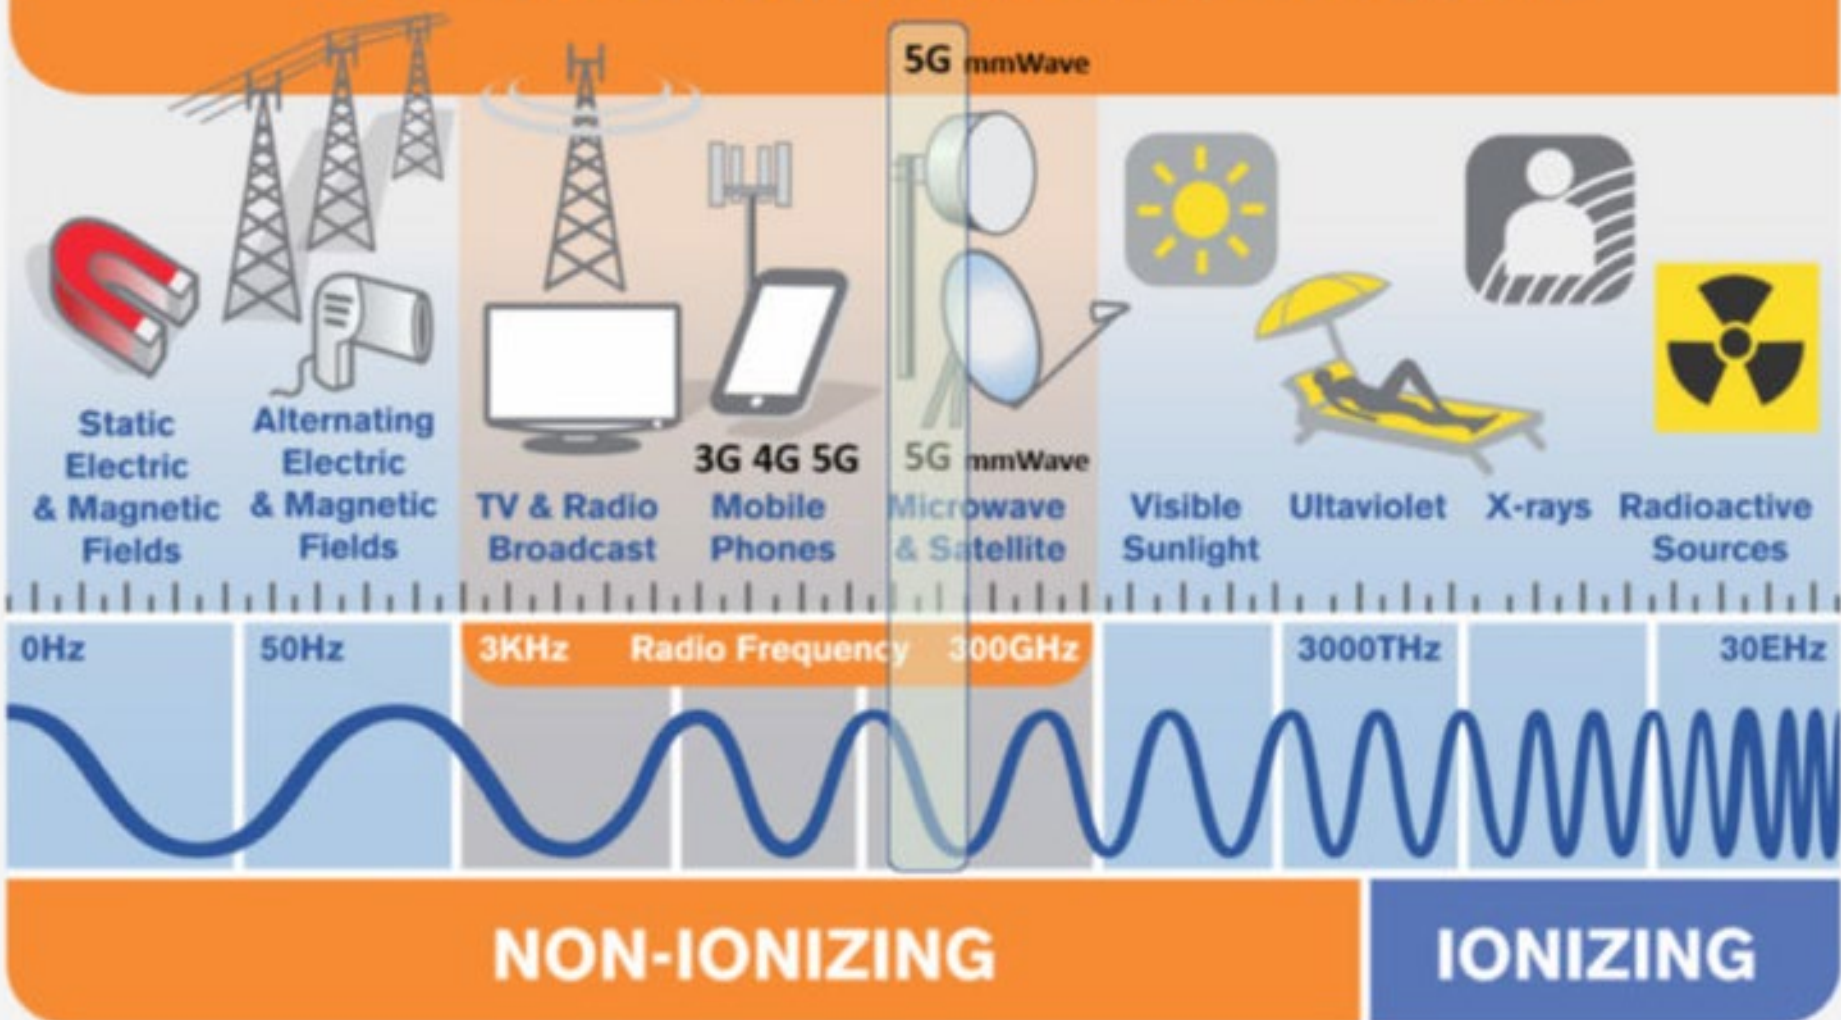 5G mmWave
Static
Electric
& Magnetic
Fields
Alternating
Electric
& Magnetic
Fields
TV & Radio
Broadcast
3G 4G 5G
Mobile
Phones
5G mmWave
Microwave
& Satellite
Visible
Sunlight
Ultaviolet
X-rays
Radioactive
Sources
0Hz
50Hz
3KHz
Radio Frequency
300GHz
3000THz
30EHz
NON-IONIZING
IONIZING